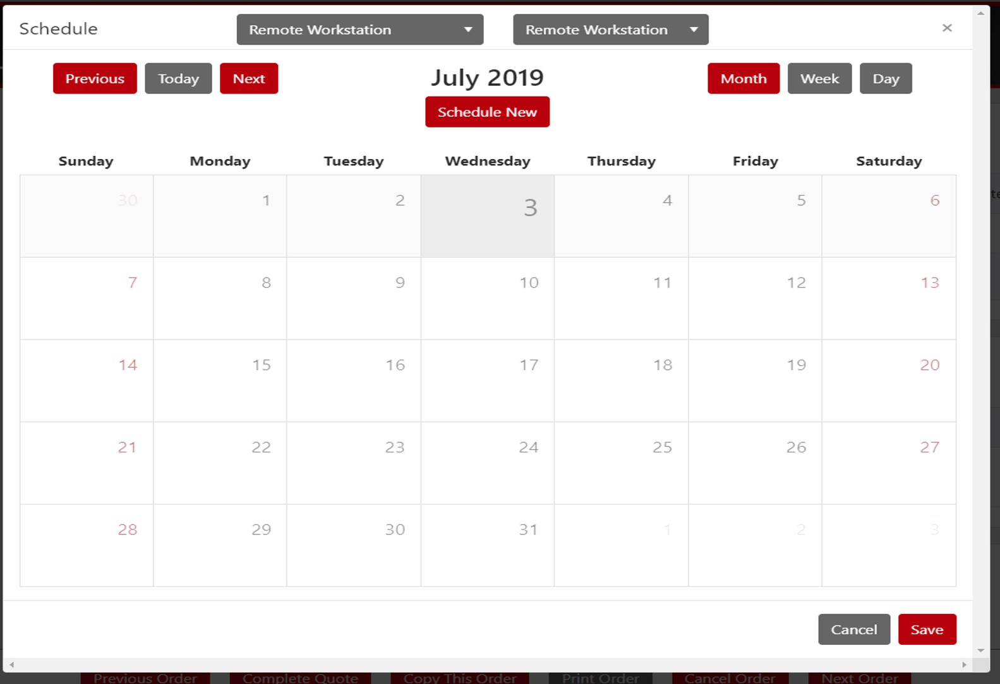 Schedule
Remote Workstation
Remote Workstation
×
Previous
Today
Next
July 2019
Month
Week
Day
Schedule New
Sunday Monday Tuesday Wednesday Thursday Friday Saturday
30 1 2 3 4 5 6
7 8 9 10 11 12 13
14 15 16 17 18 19 20
21 22 23 24 25 26 27
28 29 30 31 1 2 3
Cancel
Save
Previous Order
Complete Quote
Copy This Order
Print Order
Cancel Order
Next Order